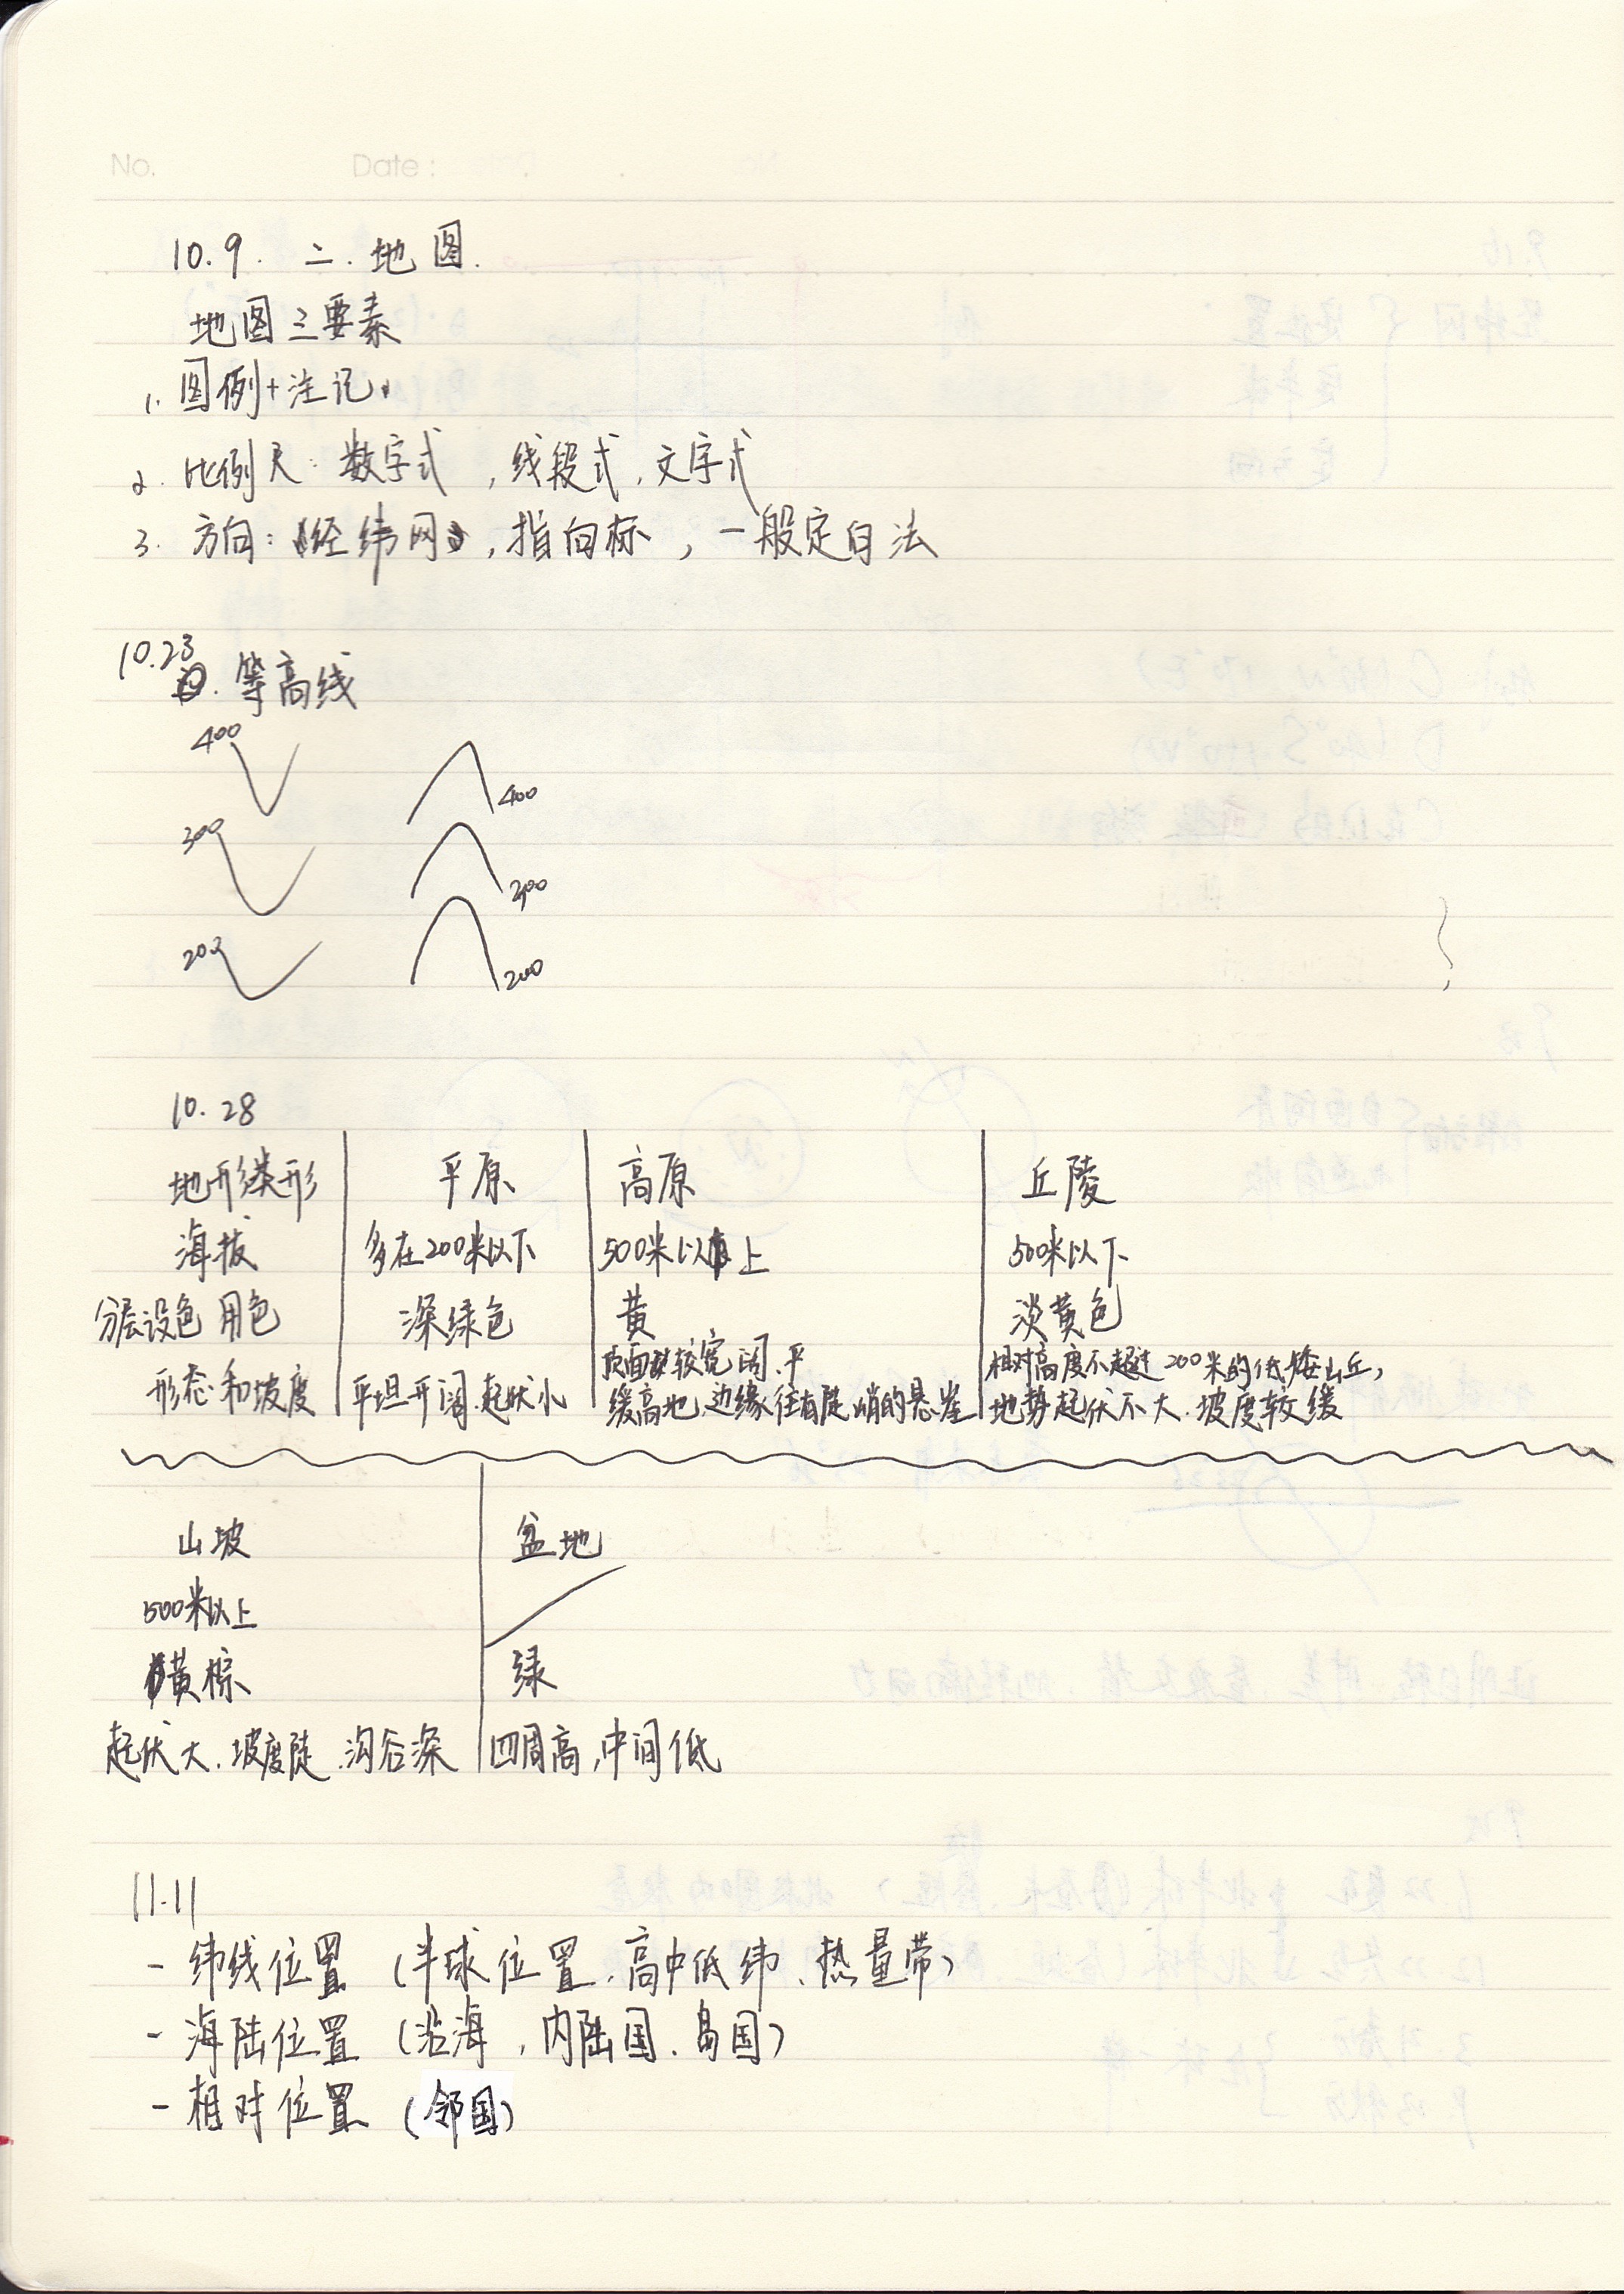 No. Date:
10.9. 二.地图.
地图三要素
1. 图例+注记.
2. 比例尺: 数字式, 线段式, 文字式
3. 方向: 经纬网, 指向标, 一般定向法
10.23
等高线
400
400
300
300
200
200
10.28
地形类形 平原 高原 丘陵
海拔 多在200米以下 500米以上 500米以下
分层设色 用色 深绿色 黄 淡黄色
形态和坡度 平坦开阔.起伏小 顶面较宽阔.平缓高地.边缘往有陡峭的悬崖 相对高度不超过200米的低矮山丘,地势起伏不大.坡度较缓
山坡 盆地
500米以上
黄棕 绿
起伏大.坡度陡.沟谷深 四周高,中间低
11.11
- 纬线位置 (半球位置.高中低纬.热量带)
- 海陆位置 (沿海,内陆国.岛国)
- 相对位置 (邻国)